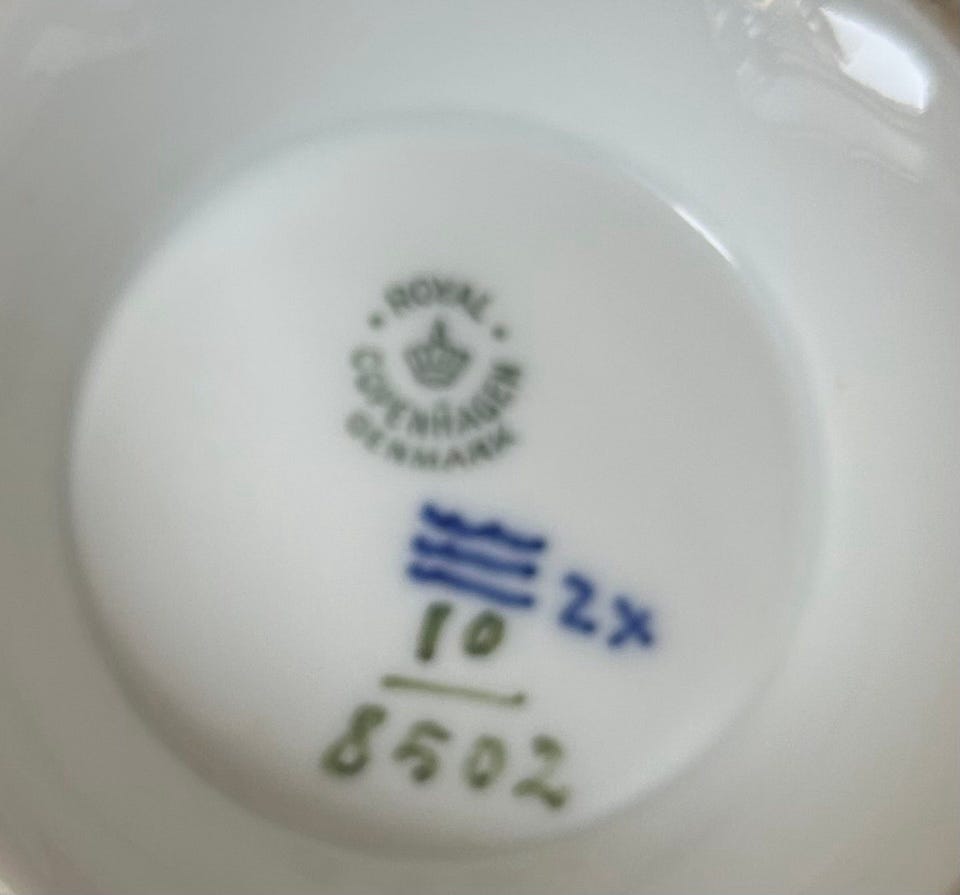 ROYAL
COPENHAGEN
DENMARK
2x
10
8502